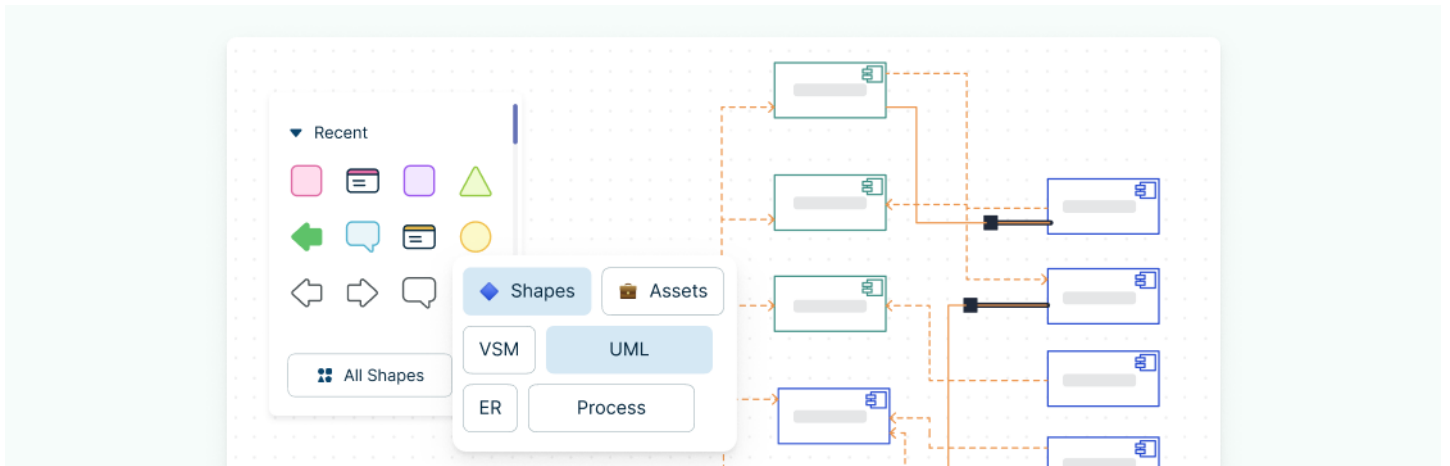 Recent
All Shapes
Shapes Assets
VSM UML
ER Process